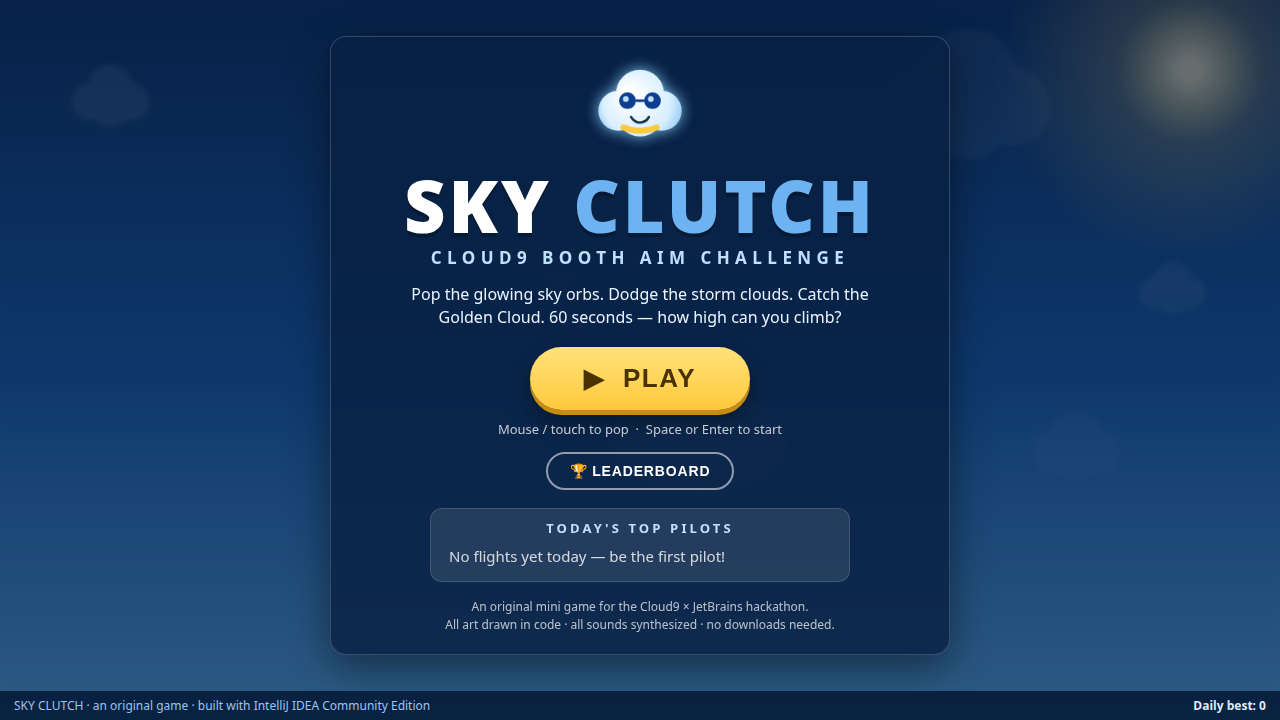 SKY CLUTCH
CLOUD9 BOOTH AIM CHALLENGE
Pop the glowing sky orbs. Dodge the storm clouds. Catch the
Golden Cloud. 60 seconds — how high can you climb?
▶ PLAY
Mouse / touch to pop · Space or Enter to start
🏆 LEADERBOARD
TODAY'S TOP PILOTS
No flights yet today — be the first pilot!
An original mini game for the Cloud9 × JetBrains hackathon.
All art drawn in code · all sounds synthesized · no downloads needed.
SKY CLUTCH · an original game · built with IntelliJ IDEA Community Edition
Daily best: 0